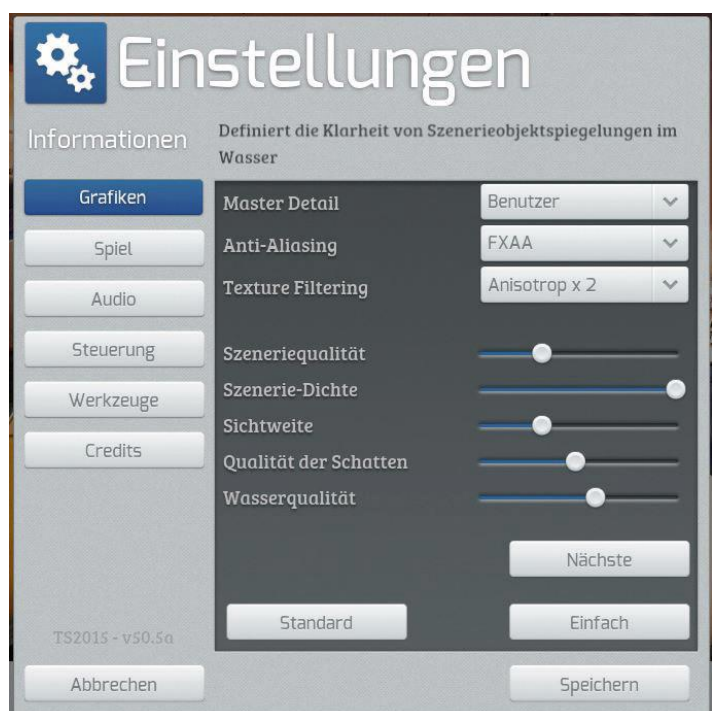 Einstellungen
Informationen
Definiert die Klarheit von Szenerieobjektspiegelungen im
Wasser
Grafiken
Spiel
Audio
Steuerung
Werkzeuge
Credits
Master Detail
Benutzer
Anti-Aliasing
FXAA
Texture Filtering
Anisotrop x 2
Szeneriequalität
Szenerie-Dichte
Sichtweite
Qualität der Schatten
Wasserqualität
Nächste
Standard
Einfach
TS2015 - v50.5a
Abbrechen
Speichern